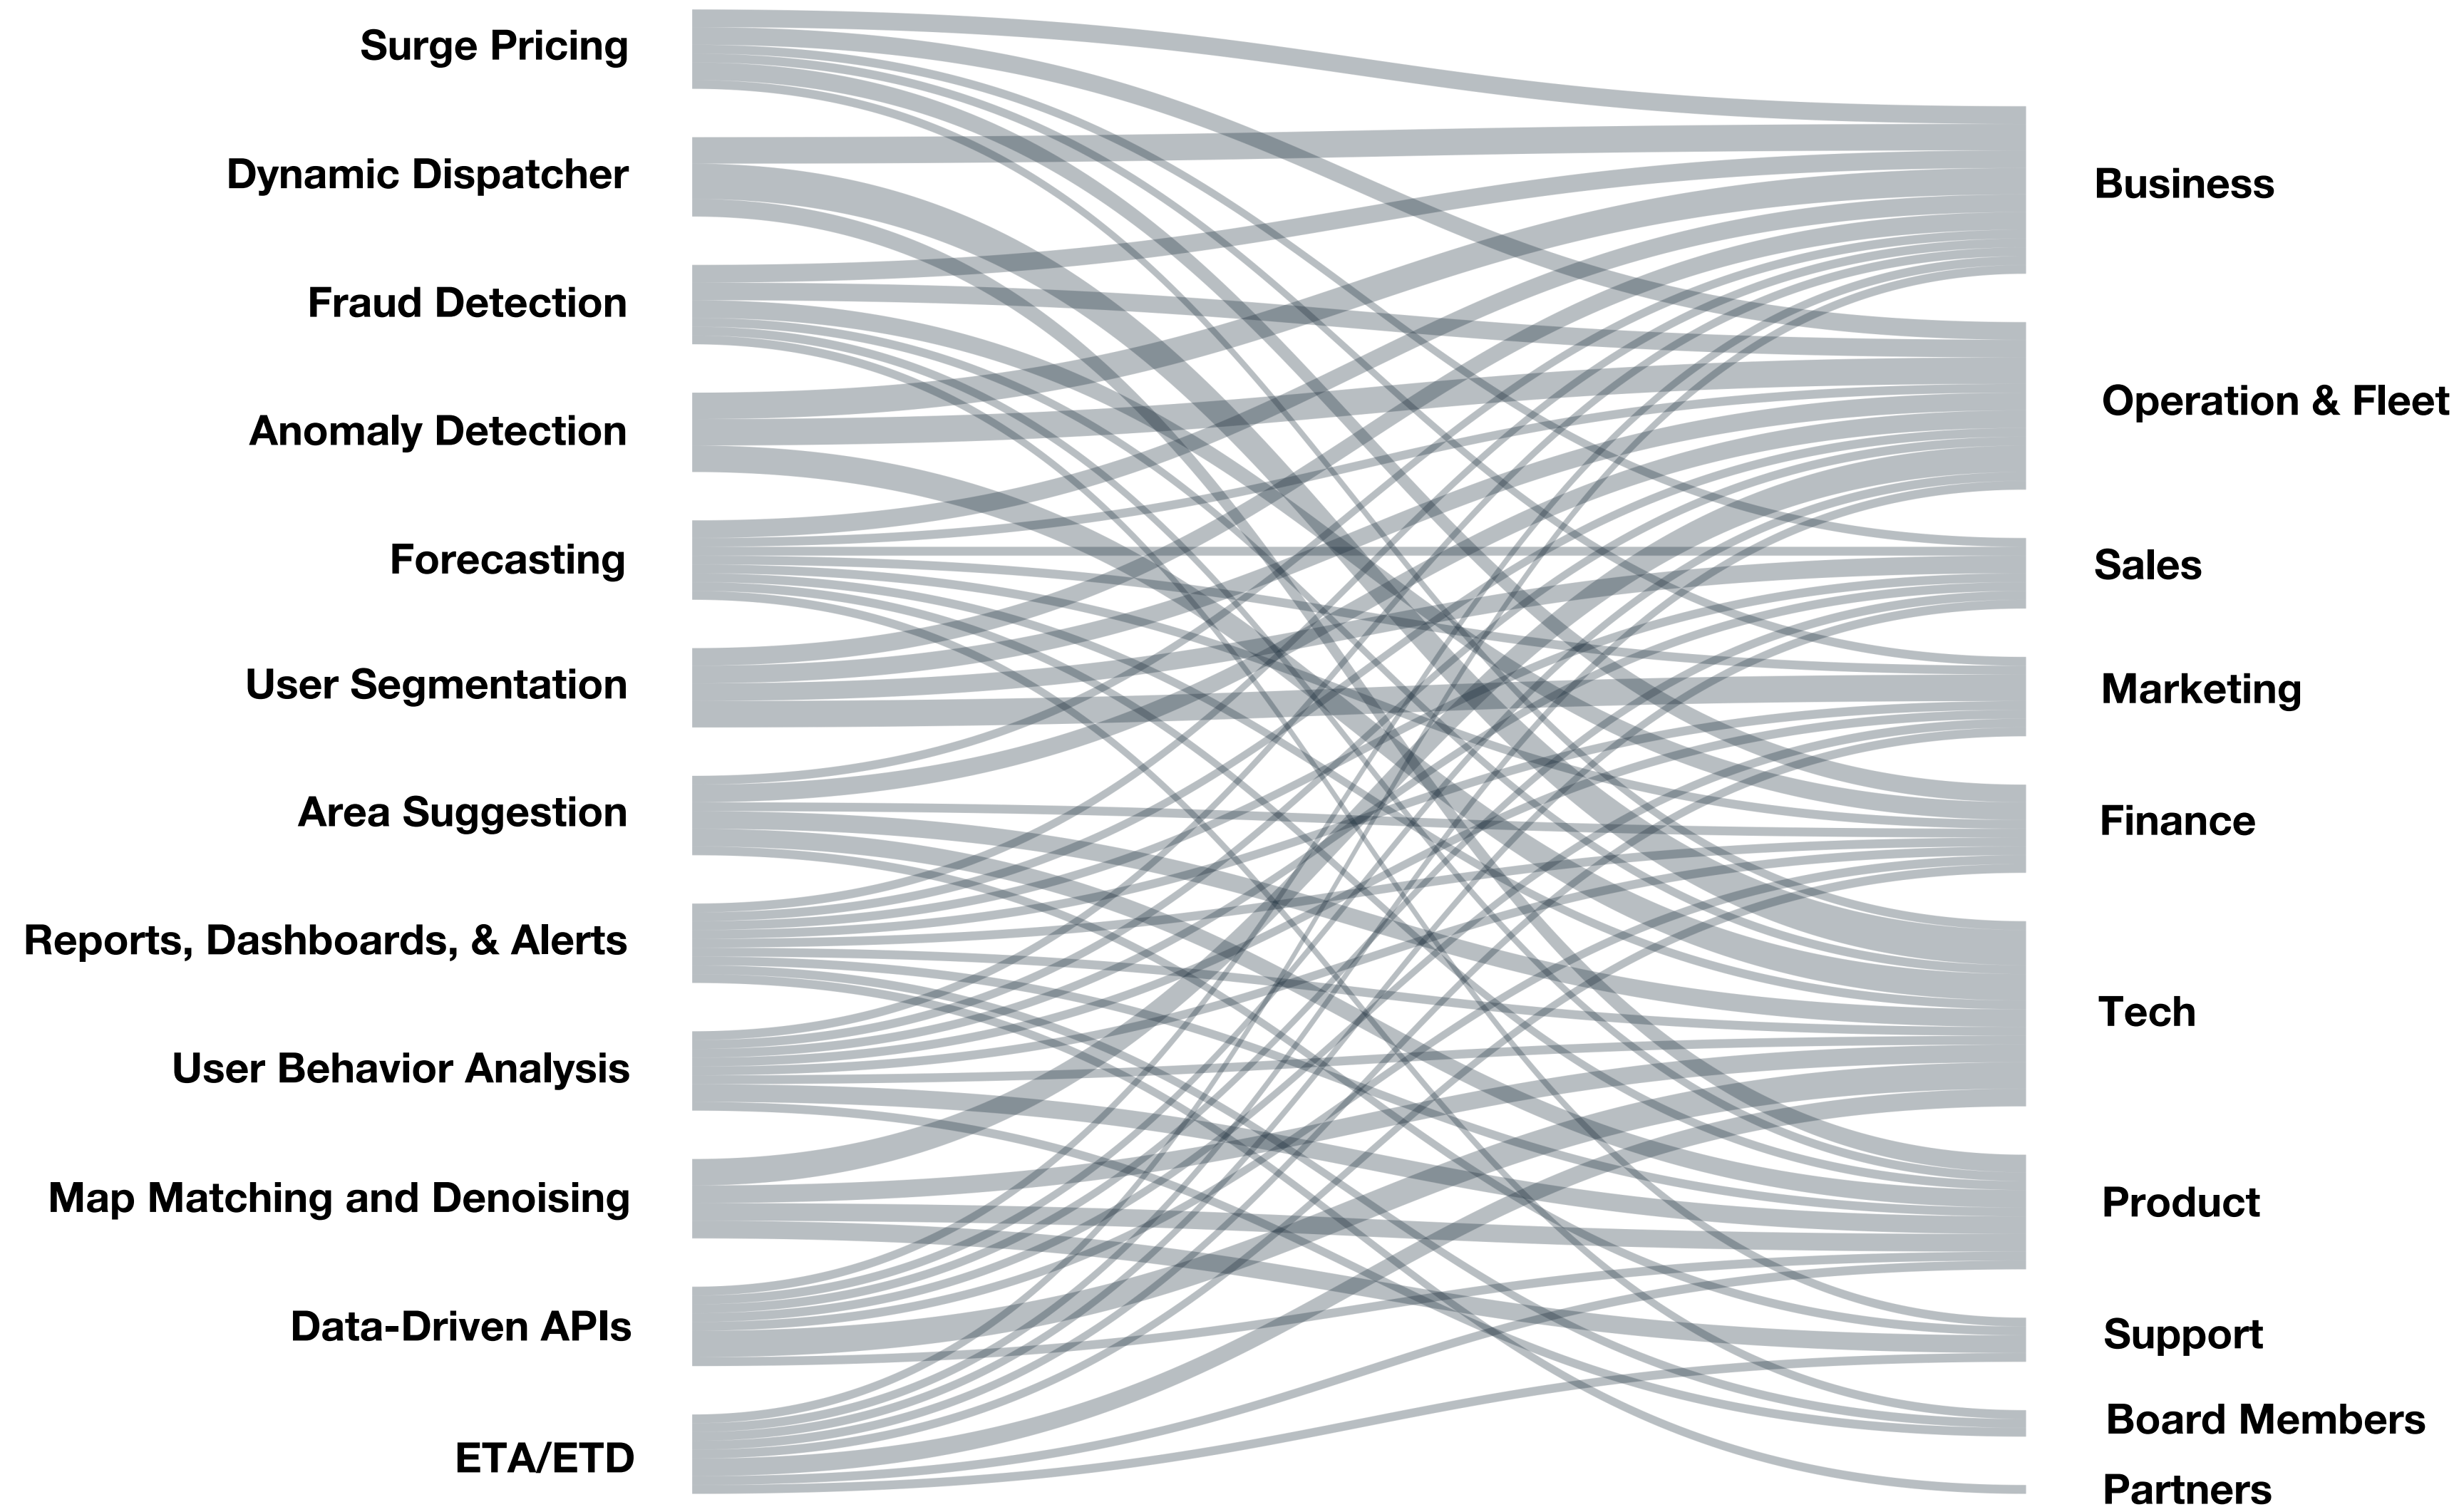 Surge Pricing
Dynamic Dispatcher
Fraud Detection
Anomaly Detection
Forecasting
User Segmentation
Area Suggestion
Reports, Dashboards, & Alerts
User Behavior Analysis
Map Matching and Denoising
Data-Driven APIs
ETA/ETD
Business
Operation & Fleet
Sales
Marketing
Finance
Tech
Product
Support
Board Members
Partners